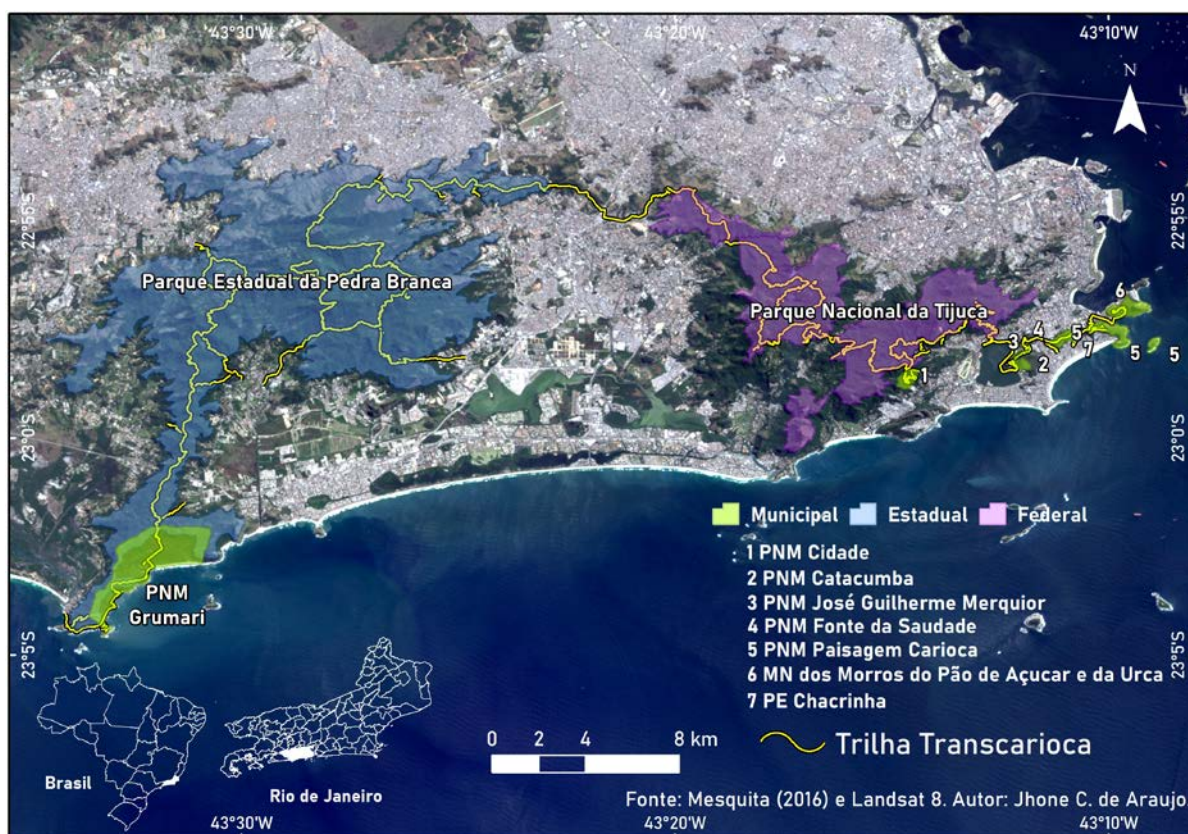 43°30'W
43°20'W
43°10'W
N
22°55'S
22°55'S
Parque Estadual da Pedra Branca
Parque Nacional da Tijuca
6
4
5
3
7
2
5
5
1
23°0'S
23°0'S
Municipal
Estadual
Federal
1 PNM Cidade
2 PNM Catacumba
3 PNM José Guilherme Merquior
4 PNM Fonte da Saudade
5 PNM Paisagem Carioca
6 MN dos Morros do Pão de Açucar e da Urca
7 PE Chacrinha
PNM
Grumari
23°5'S
23°5'S
0 2 4 8 km
Trilha Transcarioca
Brasil
Rio de Janeiro
Fonte: Mesquita (2016) e Landsat 8. Autor: Jhone C. de Araujo.
43°30'W
43°20'W
43°10'W